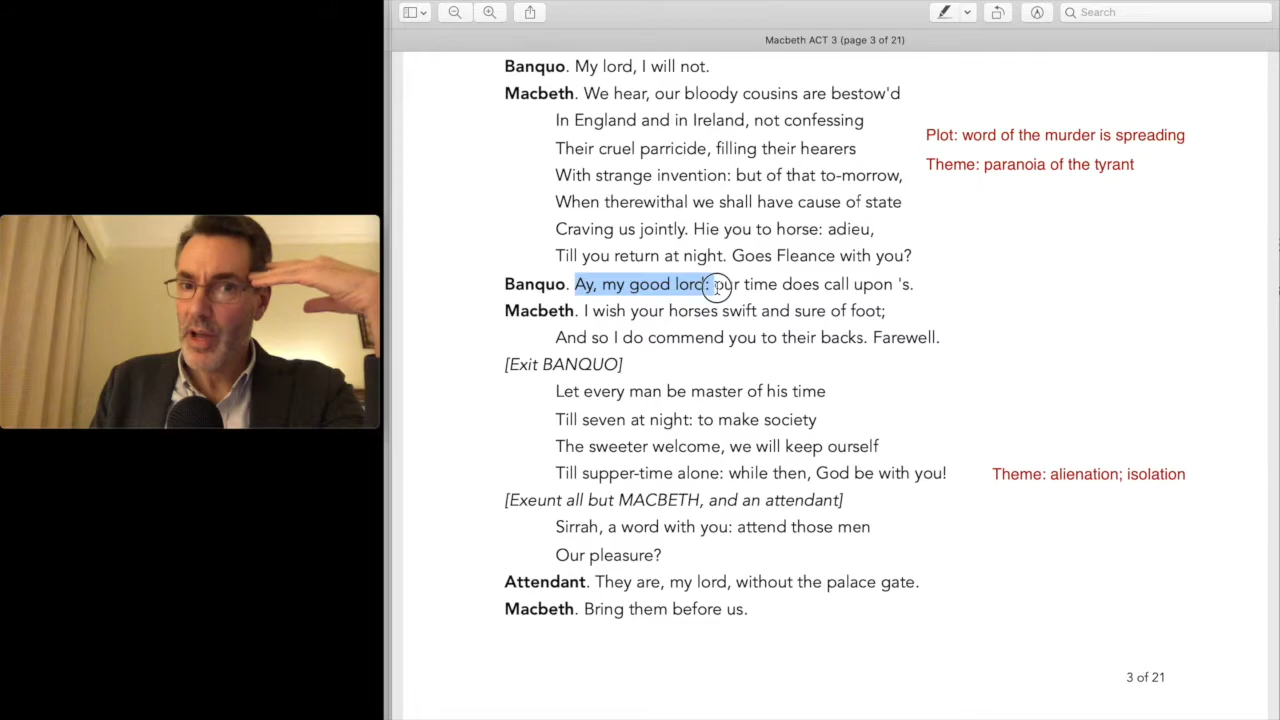 Search
Macbeth ACT 3 (page 3 of 21)
Banquo. My lord, I will not.
Macbeth. We hear, our bloody cousins are bestow'd
In England and in Ireland, not confessing
Their cruel parricide, filling their hearers
With strange invention: but of that to-morrow,
When therewithal we shall have cause of state
Craving us jointly. Hie you to horse: adieu,
Till you return at night. Goes Fleance with you?
Plot: word of the murder is spreading
Theme: paranoia of the tyrant
Banquo. Ay, my good lord: our time does call upon 's.
Macbeth. I wish your horses swift and sure of foot;
And so I do commend you to their backs. Farewell.
[Exit BANQUO]
Let every man be master of his time
Till seven at night: to make society
The sweeter welcome, we will keep ourself
Till supper-time alone: while then, God be with you!
Theme: alienation; isolation
[Exeunt all but MACBETH, and an attendant]
Sirrah, a word with you: attend those men
Our pleasure?
Attendant. They are, my lord, without the palace gate.
Macbeth. Bring them before us.
3 of 21